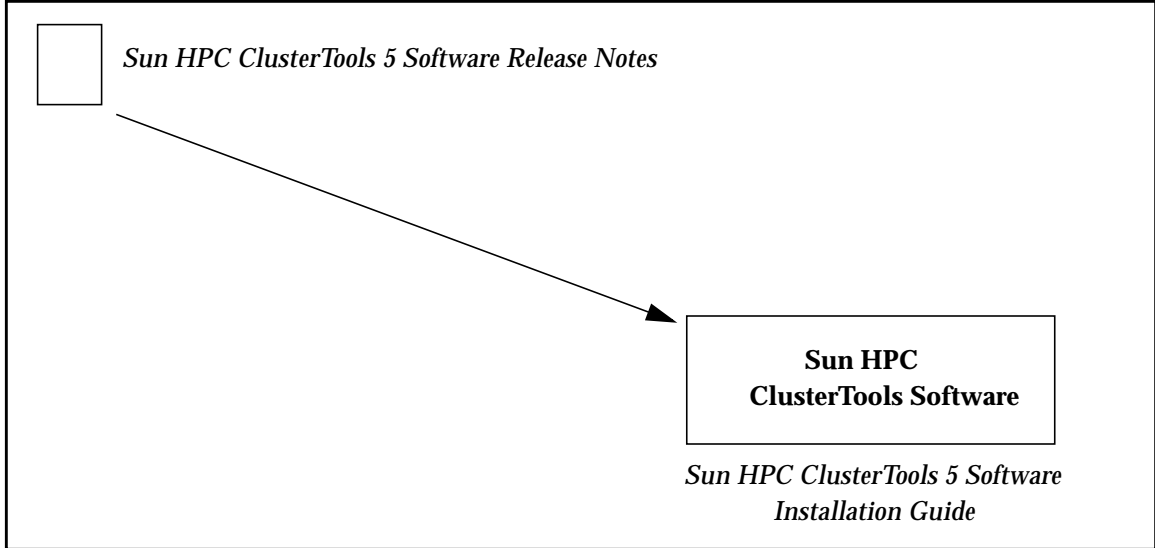 Sun HPC ClusterTools 5 Software Release Notes
Sun HPC
ClusterTools Software
Sun HPC ClusterTools 5 Software
Installation Guide